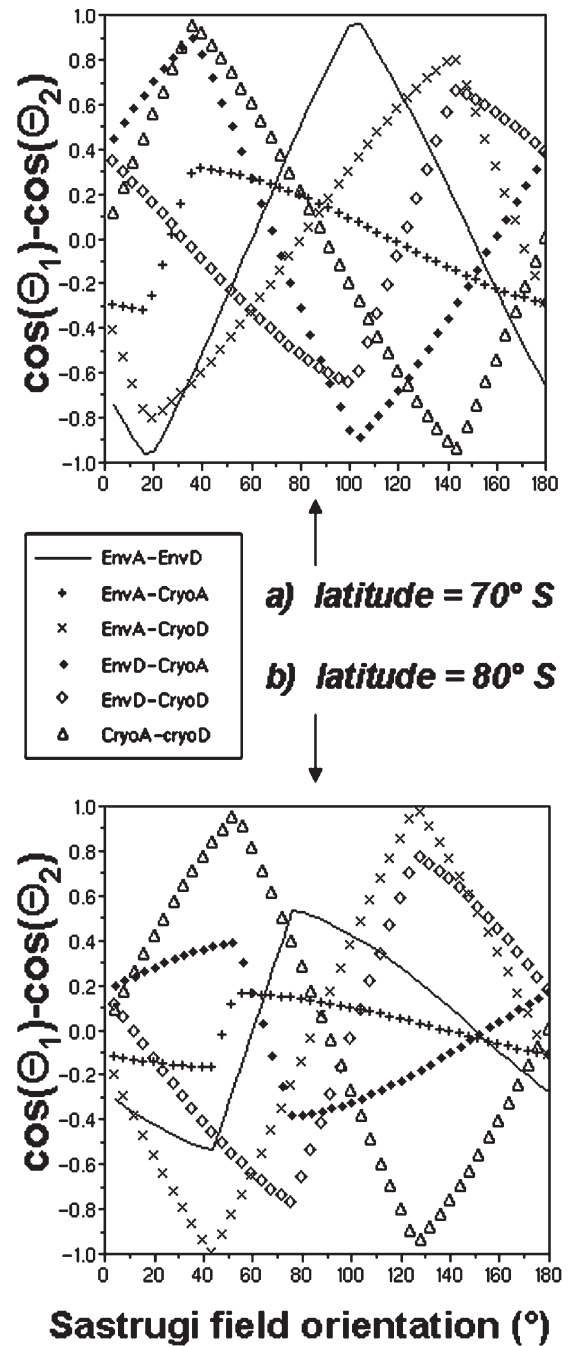 cos(Θ1)-cos(Θ2)
1.0
0.8
0.6
0.4
0.2
0.0
−0.2
−0.4
−0.6
−0.8
−1.0
0 20 40 60 80 100 120 140 160 180
EnvA−EnvD
EnvA−CryoA
EnvA−CryoD
EnvD−CryoA
EnvD−CryoD
CryoA−cryoD
a) latitude = 70° S
b) latitude = 80° S
cos(Θ1)-cos(Θ2)
1.0
0.8
0.6
0.4
0.2
0.0
−0.2
−0.4
−0.6
−0.8
−1.0
0 20 40 60 80 100 120 140 160 180
Sastrugi field orientation (°)